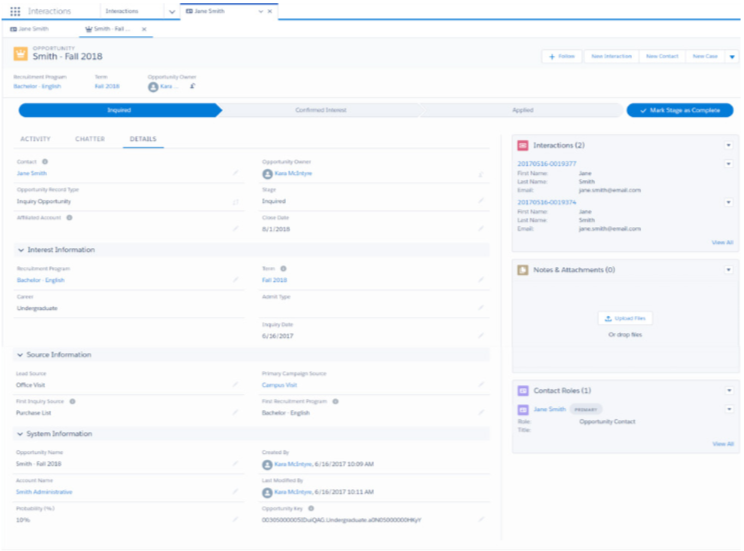 Interactions
Interactions
Jane Smith
Jane Smith
Smith - Fall ...
OPPORTUNITY
Smith - Fall 2018
Follow
New Interaction
New Contact
New Case
Recruitment Program
Term
Opportunity Owner
Bachelor - English
Fall 2018
Kara ...
Inquired
Confirmed Interest
Applied
Mark Stage as Complete
ACTIVITY
CHATTER
DETAILS
Contact
Jane Smith
Opportunity Owner
Kara McIntyre
Opportunity Record Type
Inquiry Opportunity
Stage
Inquired
Affiliated Account
Close Date
6/1/2018
Interest Information
Recruitment Program
Bachelor - English
Term
Fall 2018
Career
Undergraduate
Admit Type
Inquiry Date
6/16/2017
Source Information
Lead Source
Office Visit
Primary Campaign Source
Campus Visit
First Inquiry Source
Purchase List
First Recruitment Program
Bachelor - English
System Information
Opportunity Name
Smith - Fall 2018
Created By
Kara McIntyre, 6/16/2017 10:09 AM
Account Name
Smith Administrative
Last Modified By
Kara McIntyre, 6/16/2017 10:11 AM
Probability (%)
10%
Opportunity Key
Interactions (2)
20170516-0019377
First Name: Jane
Last Name: Smith
Email: jane.smith@email.com
20170516-0019374
First Name: Jane
Last Name: Smith
Email: jane.smith@email.com
View All
Notes & Attachments (0)
Upload Files
Or drop files
Contact Roles (1)
Jane Smith
PRIMARY
Role: Opportunity Contact
Title:
View All